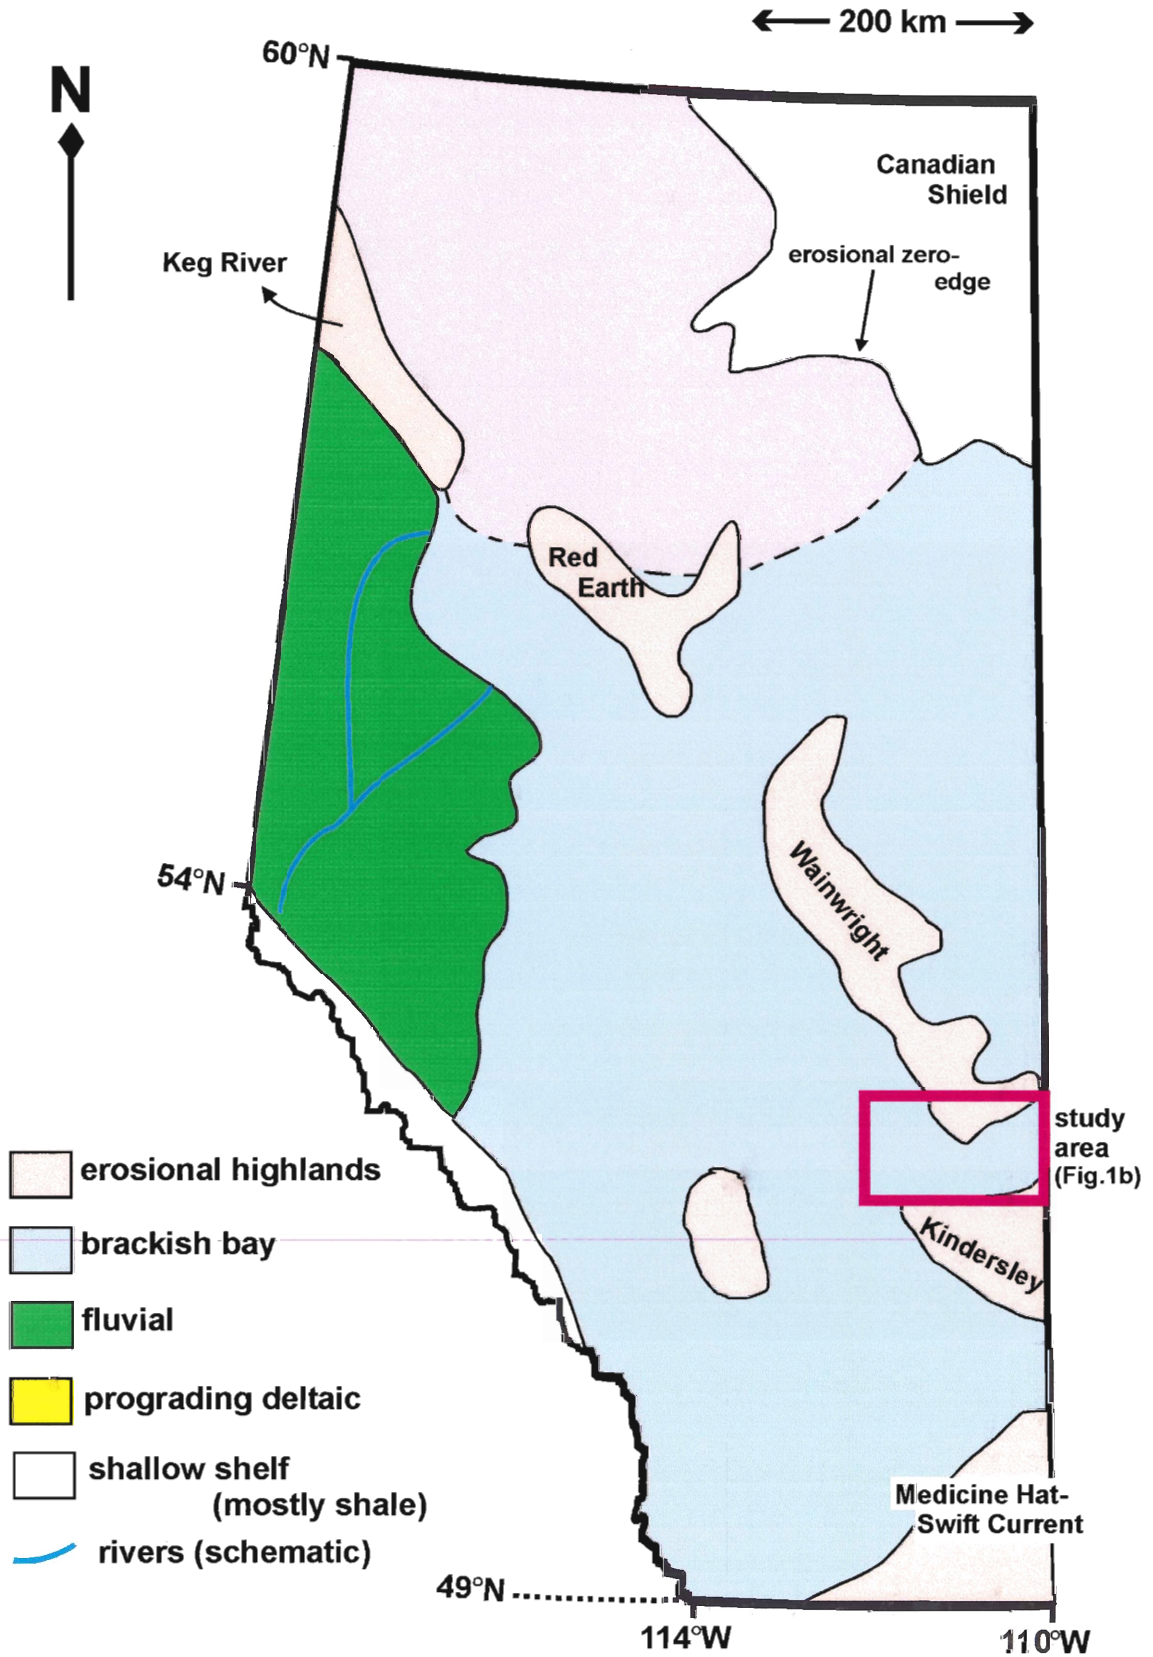 200 km
60°N
N
Canadian
Shield
Keg River
erosional zero-
edge
Red
Earth
54°N
Wainwright
study
area
(Fig.1b)
Kindersley
erosional highlands
brackish bay
fluvial
prograding deltaic
shallow shelf
(mostly shale)
rivers (schematic)
Medicine Hat-
Swift Current
49°N
114°W
110°W